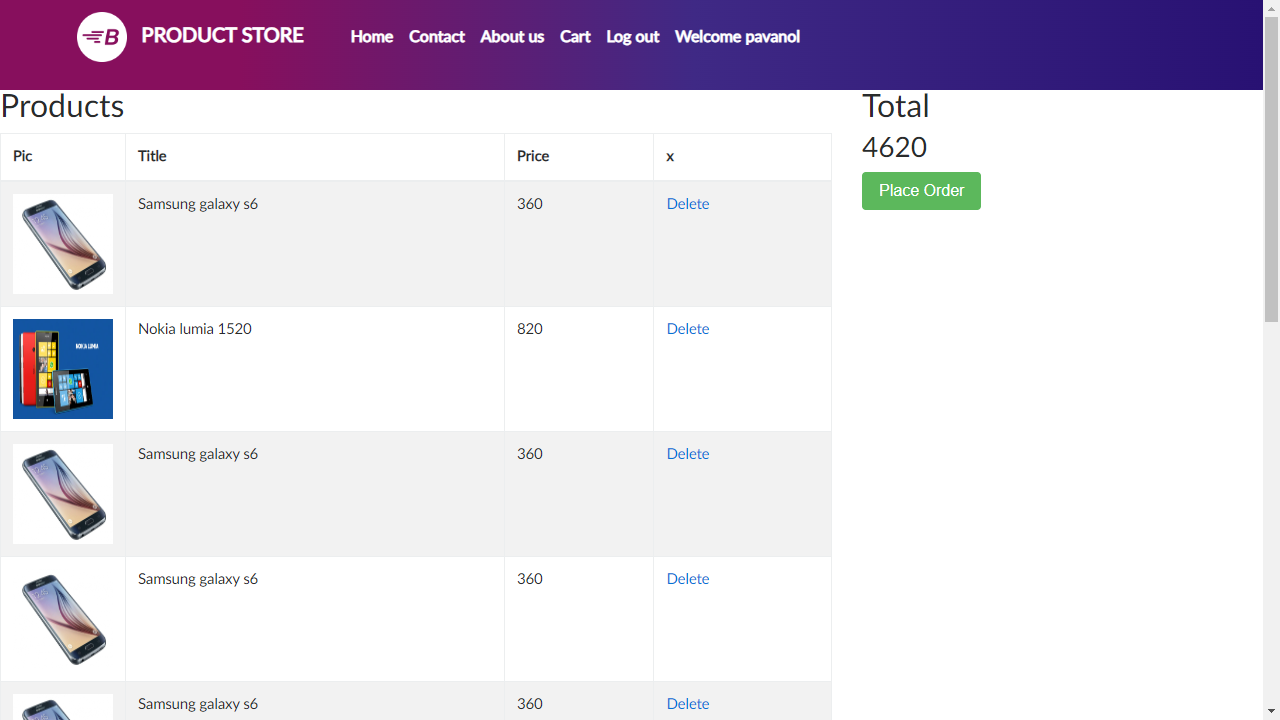 B PRODUCT STORE Home Contact About us Cart Log out Welcome pavanol
Products
Total
4620
Place Order
Pic Title Price x
Samsung galaxy s6 360 Delete
NOKIA LUMIA
Nokia lumia 1520 820 Delete
Samsung galaxy s6 360 Delete
Samsung galaxy s6 360 Delete
Samsung galaxy s6 360 Delete